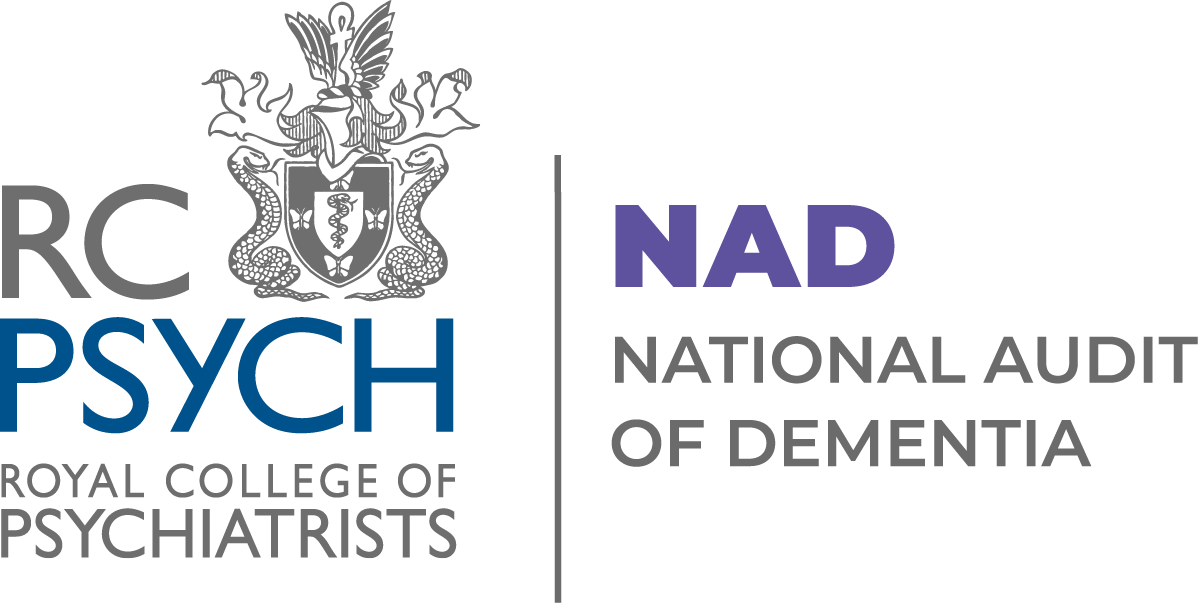 RC
PSYCH
ROYAL COLLEGE OF
PSYCHIATRISTS
NAD
NATIONAL AUDIT
OF DEMENTIA